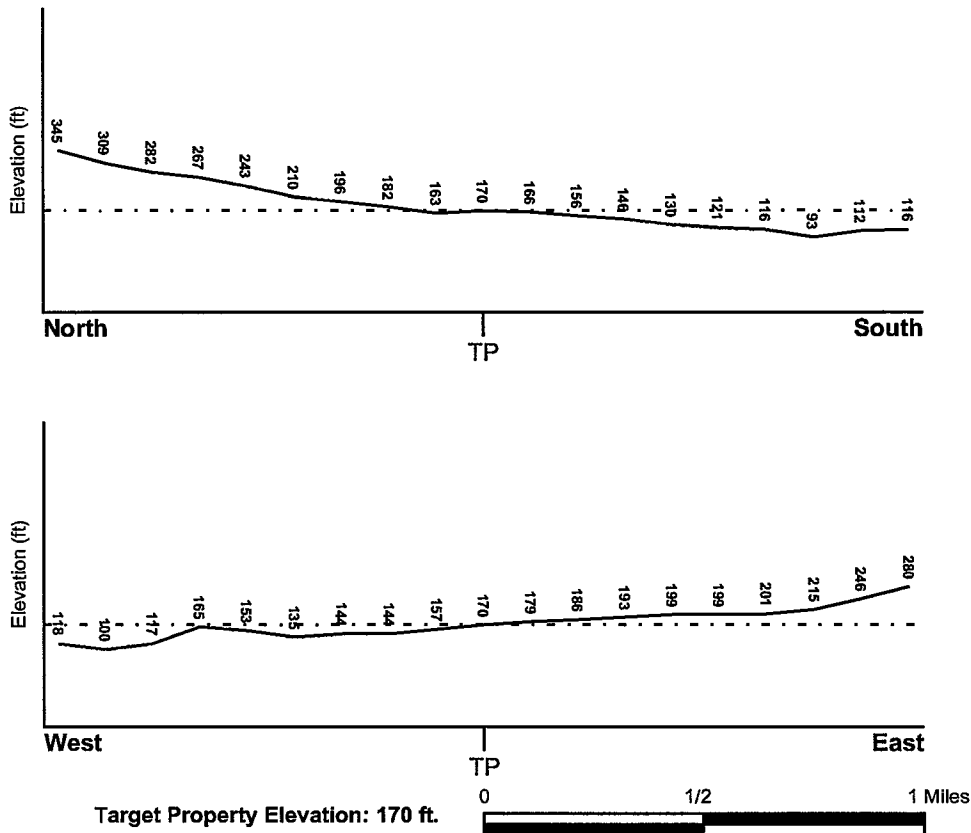 Elevation (ft)
345 309 282 267 243 210 196 182 163 170 166 156 146 130 121 116 93 112 116
North South
TP
Elevation (ft)
118 100 117 165 153 135 144 144 157 170 179 186 193 199 199 201 215 246 280
West East
TP
Target Property Elevation: 170 ft.
0 1/2 1 Miles